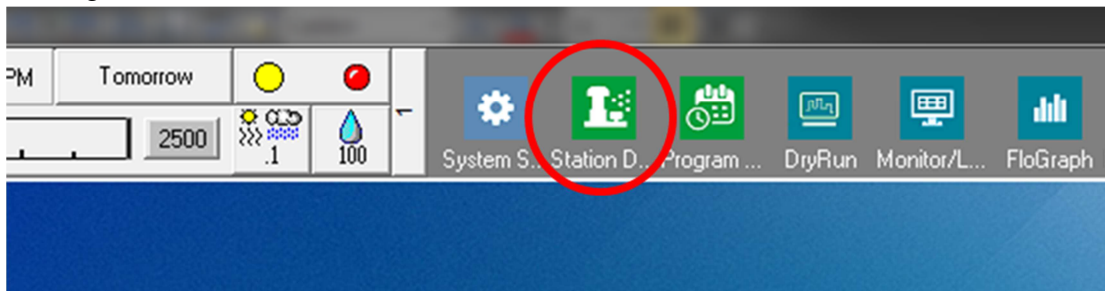 PM Tomorrow
2500 .1 100
System S... Station D... Program ... DryRun Monitor/L... FloGraph